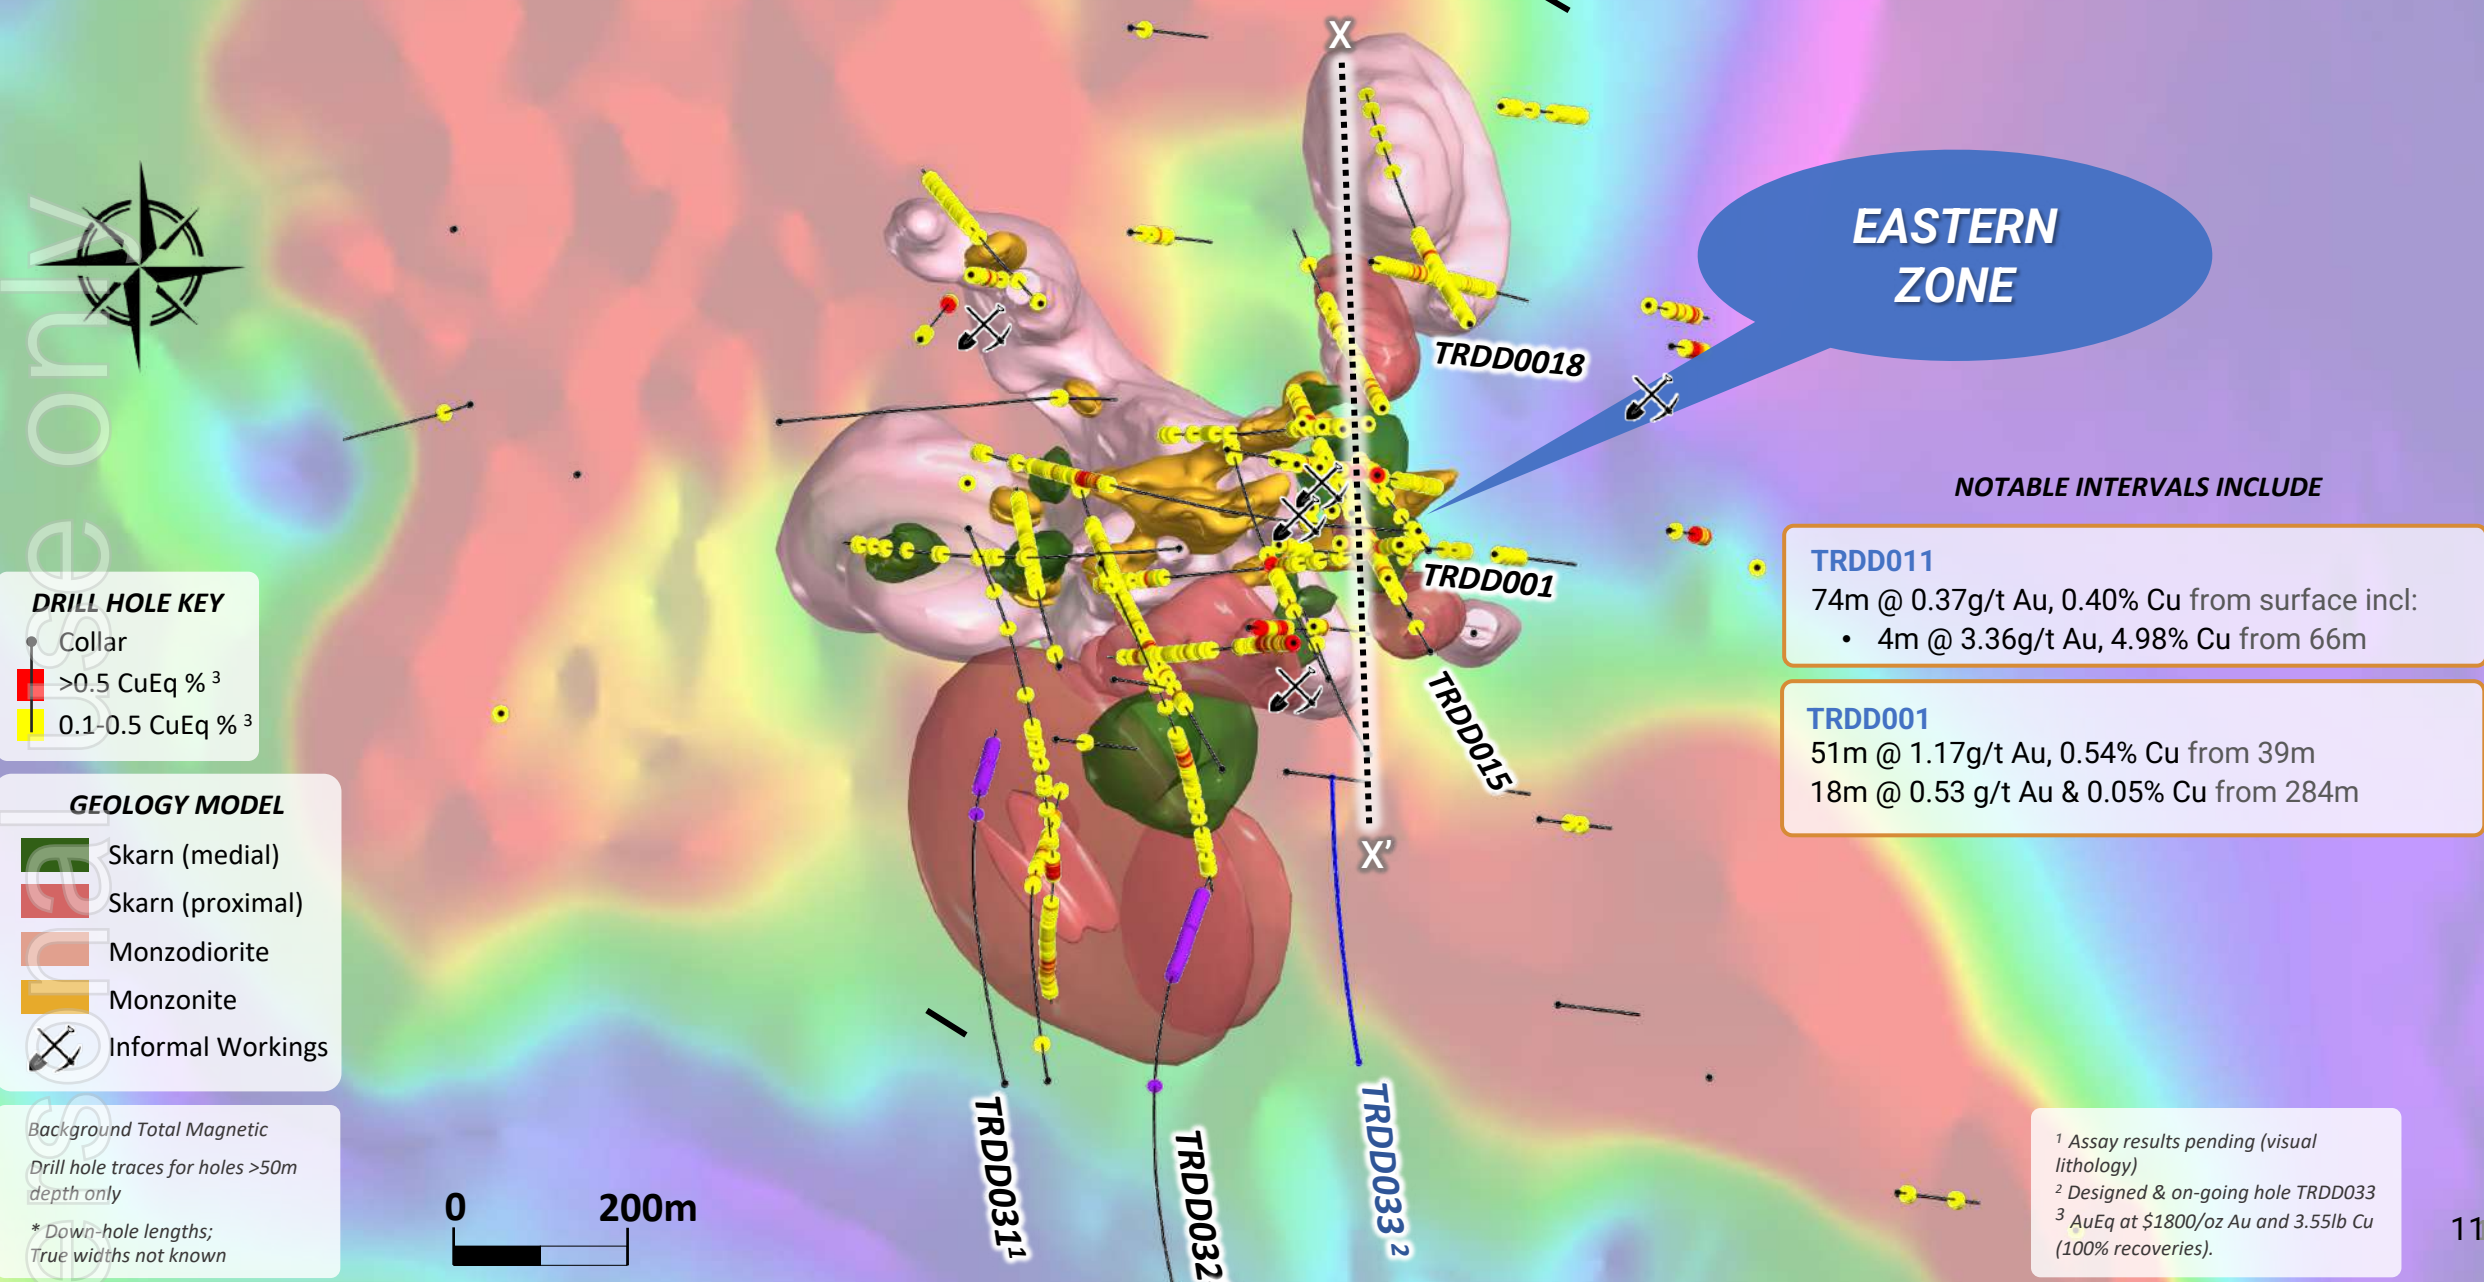 X
EASTERN
ZONE
TRDD0018
NOTABLE INTERVALS INCLUDE
TRDD011
74m @ 0.37g/t Au, 0.40% Cu from surface incl:
• 4m @ 3.36g/t Au, 4.98% Cu from 66m
TRDD001
TRDD001
51m @ 1.17g/t Au, 0.54% Cu from 39m
18m @ 0.53 g/t Au & 0.05% Cu from 284m
TRDD015
X'
DRILL HOLE KEY
Collar
>0.5 CuEq % ³
0.1-0.5 CuEq % ³
GEOLOGY MODEL
Skarn (medial)
Skarn (proximal)
Monzodiorite
Monzonite
Informal Workings
Background Total Magnetic
Drill hole traces for holes >50m
depth only
* Down-hole lengths;
True widths not known
0 200m
TRDD031¹
TRDD032
TRDD033 ²
¹ Assay results pending (visual
lithology)
² Designed & on-going hole TRDD033
³ AuEq at $1800/oz Au and 3.55lb Cu
(100% recoveries).
11
ersonal use only